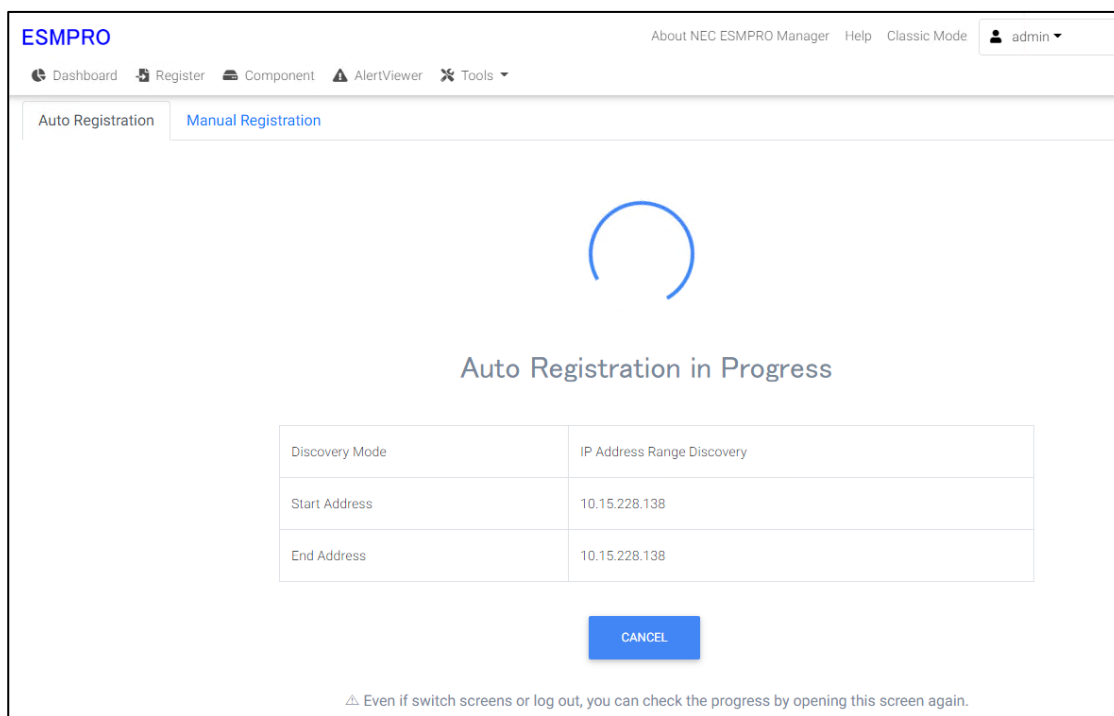 ESMPRO
About NEC ESMPRO Manager Help Classic Mode admin
Dashboard Register Component AlertViewer Tools
Auto Registration Manual Registration
Auto Registration in Progress
Discovery Mode IP Address Range Discovery
Start Address 10.15.228.138
End Address 10.15.228.138
CANCEL
⚠ Even if switch screens or log out, you can check the progress by opening this screen again.